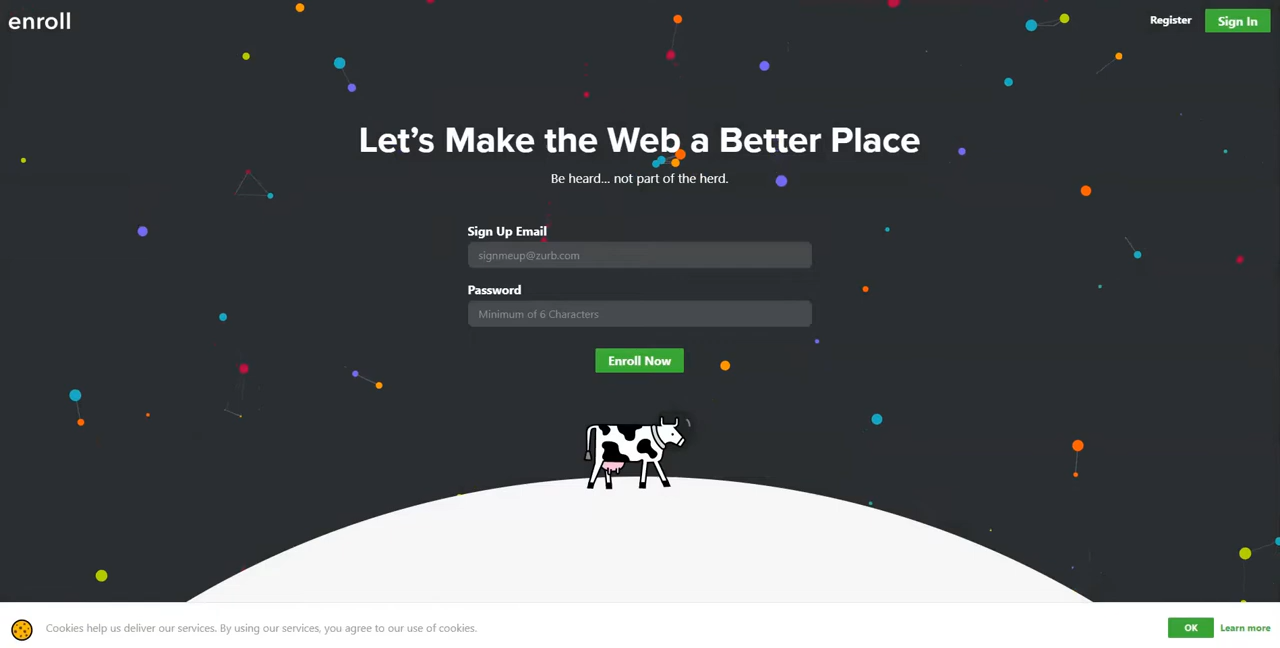 enroll
Register
Sign In
Let's Make the Web a Better Place
Be heard... not part of the herd.
Sign Up Email
signmeup@zurb.com
Password
Minimum of 6 Characters
Enroll Now
Cookies help us deliver our services. By using our services, you agree to our use of cookies.
OK
Learn more